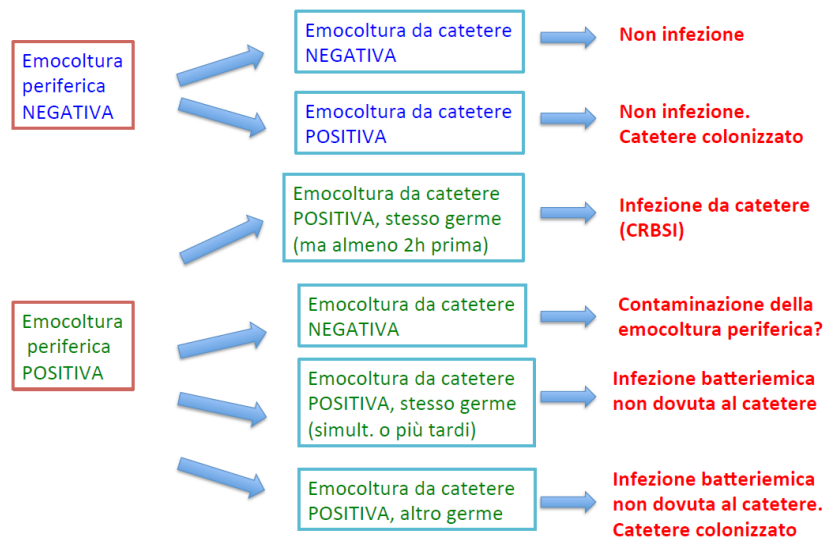 Emocoltura
periferica
NEGATIVA
Emocoltura da catetere
NEGATIVA
Non infezione
Emocoltura da catetere
POSITIVA
Non infezione.
Catetere colonizzato
Emocoltura
periferica
POSITIVA
Emocoltura da catetere
POSITIVA, stesso germe
(ma almeno 2h prima)
Infezione da catetere
(CRBSI)
Emocoltura da catetere
NEGATIVA
Contaminazione della
emocoltura periferica?
Emocoltura da catetere
POSITIVA, stesso germe
(simult. o più tardi)
Infezione batteriemica
non dovuta al catetere
Emocoltura da catetere
POSITIVA, altro germe
Infezione batteriemica
non dovuta al catetere.
Catetere colonizzato